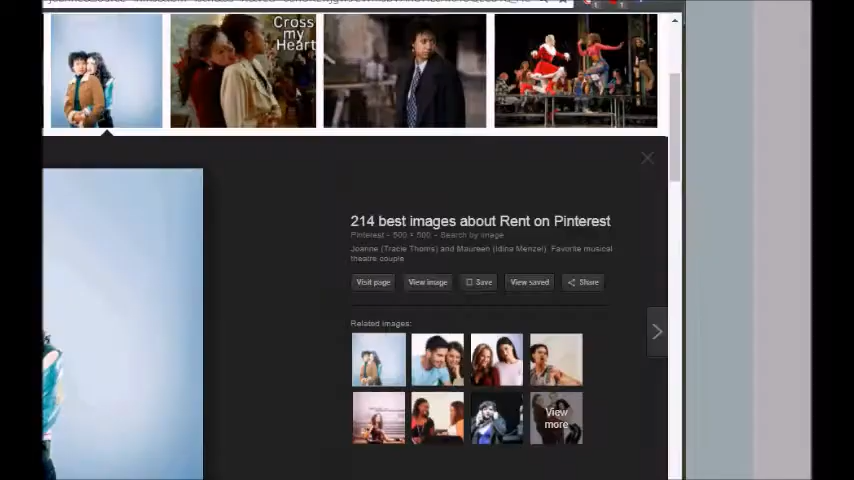 Cross
my
Heart
214 best images about Rent on Pinterest
Pinterest - 500 × 500 - Search by image
Joanne (Tracie Thoms) and Maureen (Idina Menzel) Favorite musical
theatre couple
Visit page
View image
Save
View saved
Share
Related images:
View
more